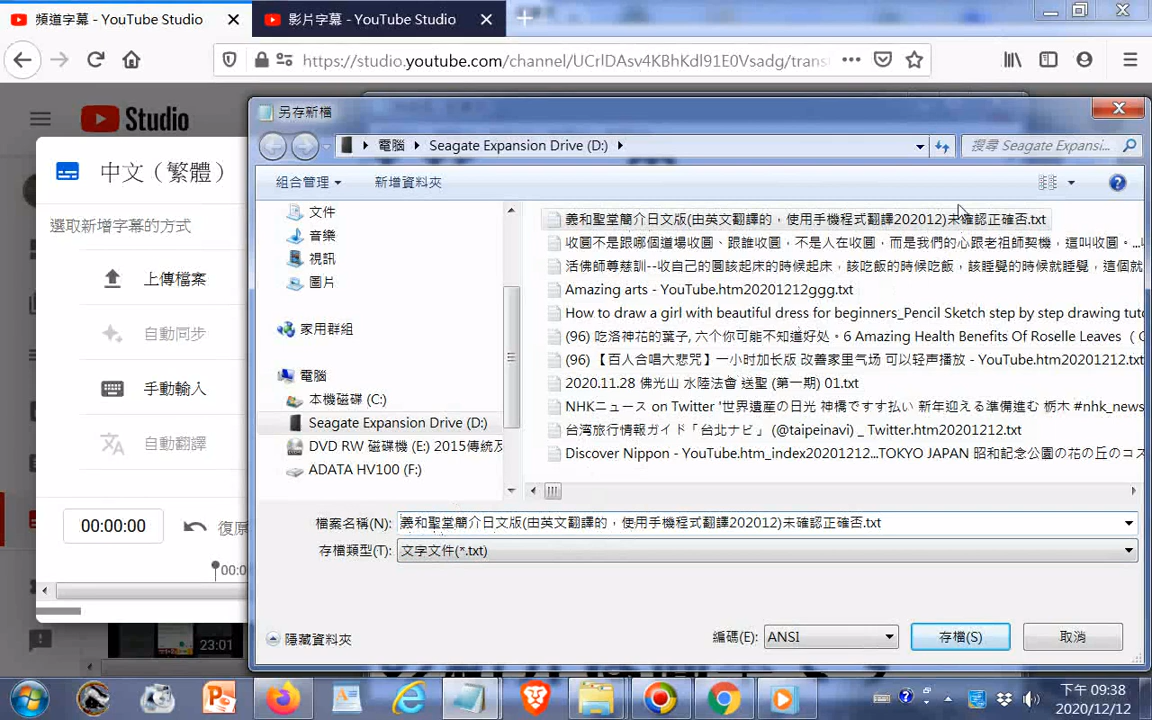 頻道字幕 - YouTube Studio
影片字幕 - YouTube Studio
https://studio.youtube.com/channel/UCrlDAsv4KBhKdl91E0Vsadg/trans
Studio
另存新檔
電腦
Seagate Expansion Drive (D:)
搜尋 Seagate Expansi...
中文（繁體）
組合管理
新增資料夾
選取新增字幕的方式
上傳檔案
自動同步
手動輸入
自動翻譯
00:00:00
復原
00:0
23:01
文件
音樂
視訊
圖片
家用群組
電腦
本機磁碟 (C:)
Seagate Expansion Drive (D:)
DVD RW 磁碟機 (E:) 2015傳統及
ADATA HV100 (F:)
義和聖堂簡介日文版(由英文翻譯的，使用手機程式翻譯202012)未確認正確否.txt
收圓不是跟哪個道場收圓、跟誰收圓，不是人在收圓，而是我們的心跟老祖師契機，這叫收圓。...
活佛師尊慈訓--收自己的圓該起床的時候起床，該吃飯的時候吃飯，該睡覺的時候就睡覺，這個就
Amazing arts - YouTube.htm20201212ggg.txt
How to draw a girl with beautiful dress for beginners_Pencil Sketch step by step drawing tuto
(96) 吃洛神花的葉子, 六个你可能不知道好处。6 Amazing Health Benefits Of Roselle Leaves
(96) 【百人合唱大悲咒】一小时加长版 改善家里气场 可以轻声播放 - YouTube.htm20201212.txt
2020.11.28 佛光山 水陸法會 送聖 (第一期) 01.txt
NHKニュース on Twitter '世界遺産の日光 神橋ですす払い 新年迎える準備進む 栃木 #nhk_news
台湾旅行情報ガイド「台北ナビ」 (@taipeinavi) _ Twitter.htm20201212.txt
Discover Nippon - YouTube.htm_index20201212...TOKYO JAPAN 昭和記念公園の花の丘のコス
檔案名稱(N):
義和聖堂簡介日文版(由英文翻譯的，使用手機程式翻譯202012)未確認正確否.txt
存檔類型(T):
文字文件(*.txt)
隱藏資料夾
編碼(E):
ANSI
存檔(S)
取消
下午 09:38
2020/12/12